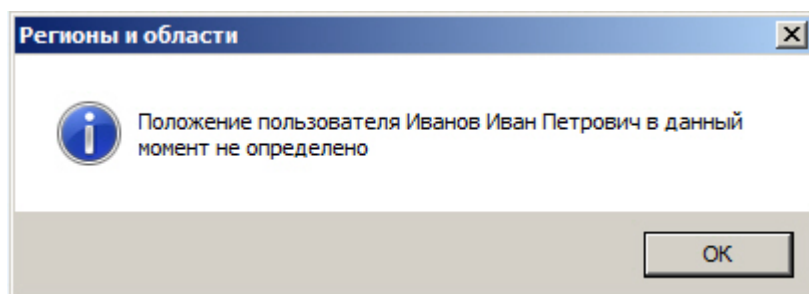 Регионы и области
Положение пользователя Иванов Иван Петрович в данный
момент не определено
OK